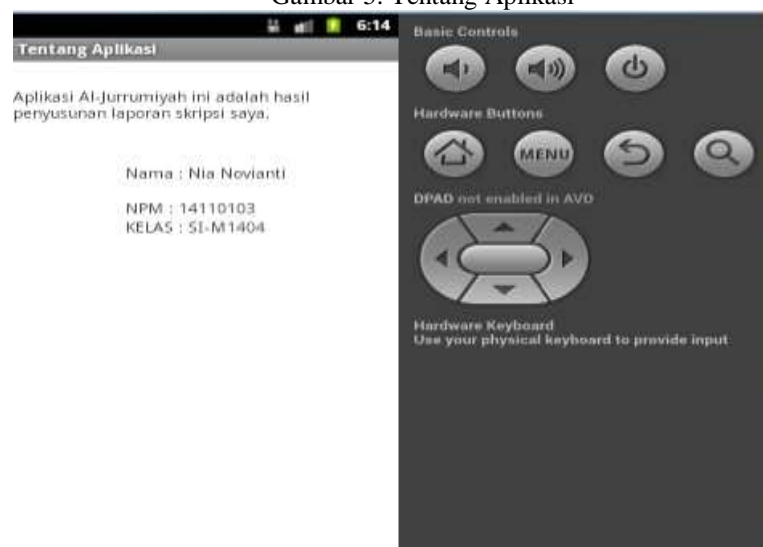 Gambar 5. Tentang Aplikasi
6:14
Tentang Aplikasi
Aplikasi Al-Jurrumiyah ini adalah hasil
penyusunan laporan skripsi saya.
Nama : Nia Novianti
NPM : 14110103
KELAS : SI-M1404
Basic Controls
Hardware Buttons
MENU
DPAD not enabled in AVD
Hardware Keyboard
Use your physical keyboard to provide input